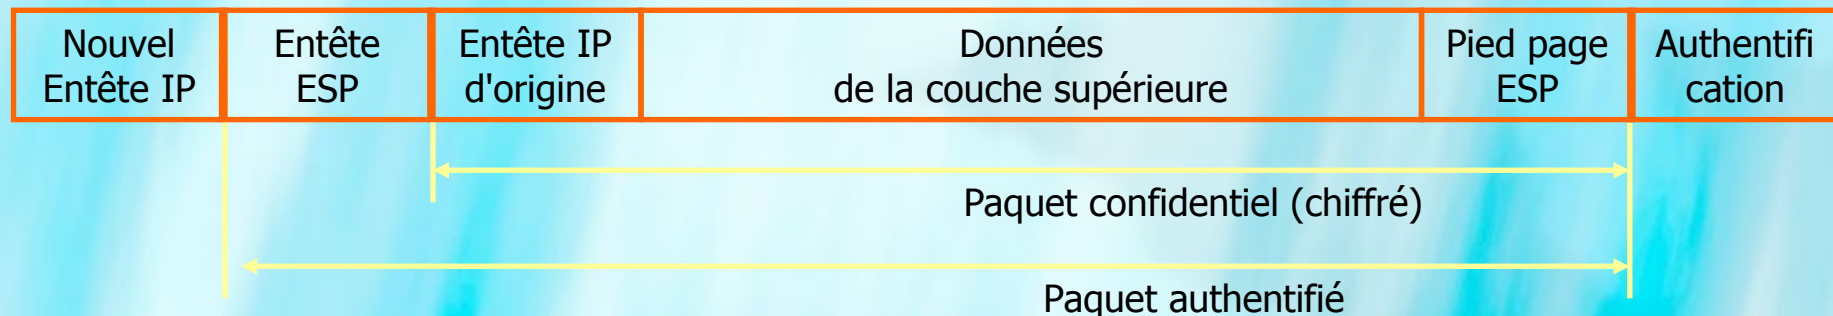 Nouvel
Entête IP
Entête
ESP
Entête IP
d'origine
Données
de la couche supérieure
Pied page
ESP
Authentifi
cation
Paquet confidentiel (chiffré)
Paquet authentifié